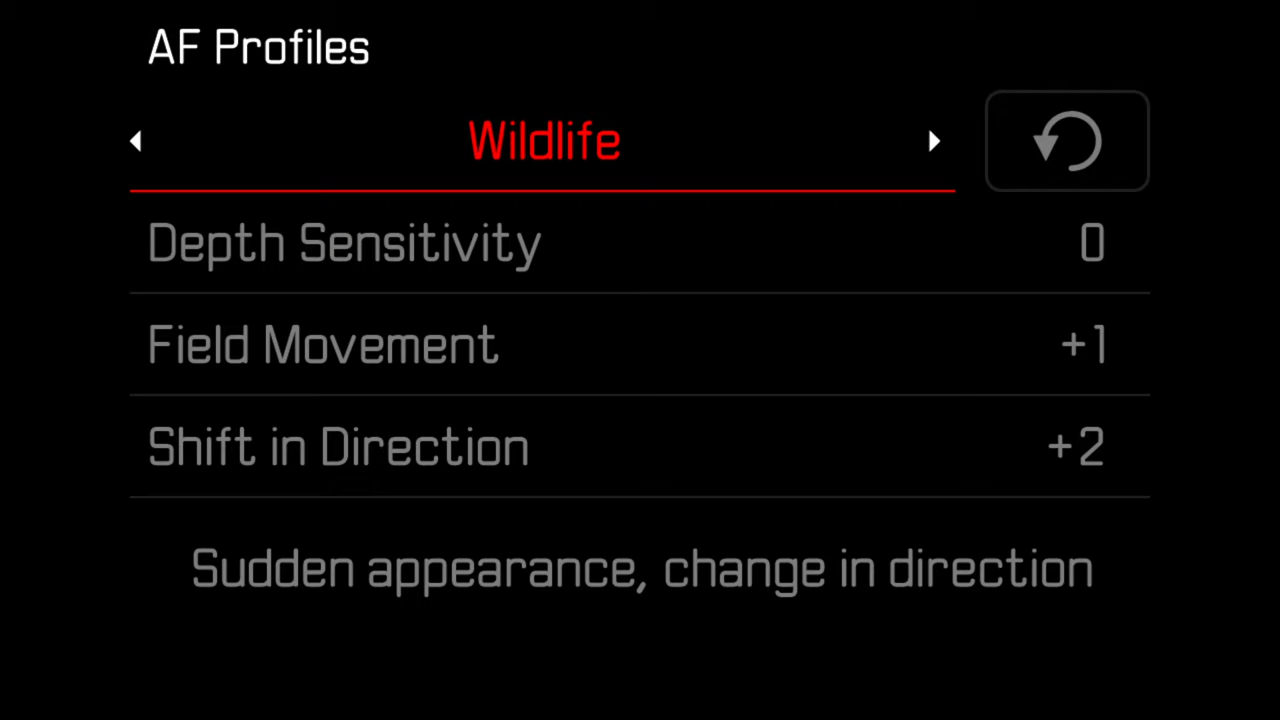 AF Profiles
Wildlife
Depth Sensitivity 0
Field Movement +1
Shift in Direction +2
Sudden appearance, change in direction